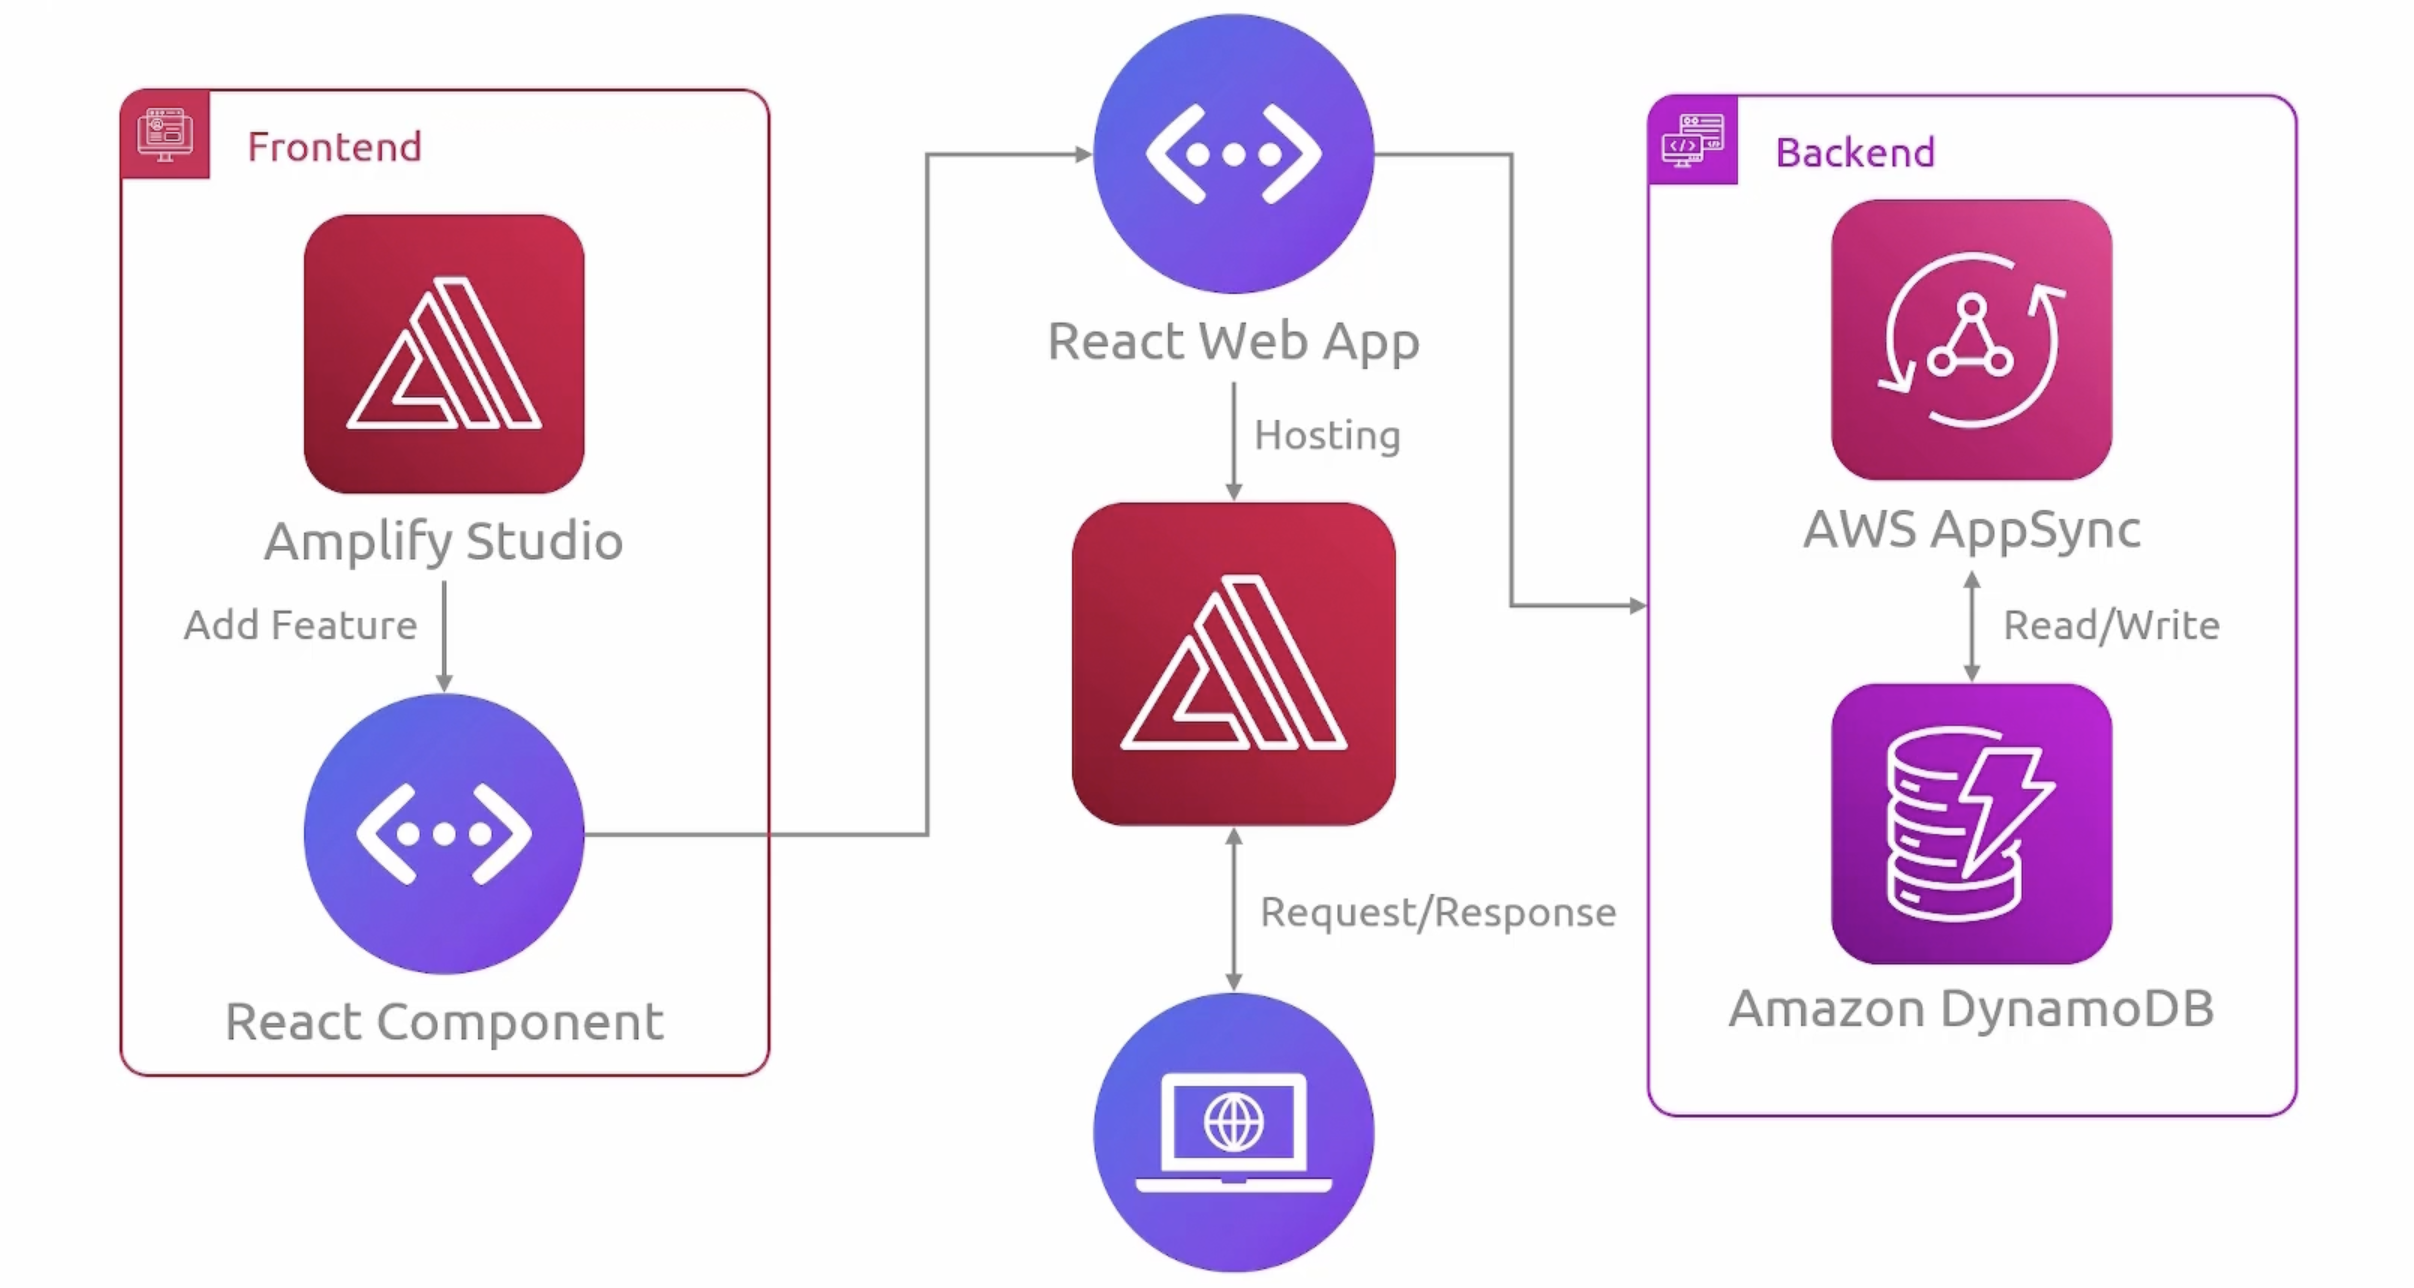 Frontend
Amplify Studio
Add Feature
React Component
React Web App
Hosting
Request/Response
Backend
AWS AppSync
Read/Write
Amazon DynamoDB